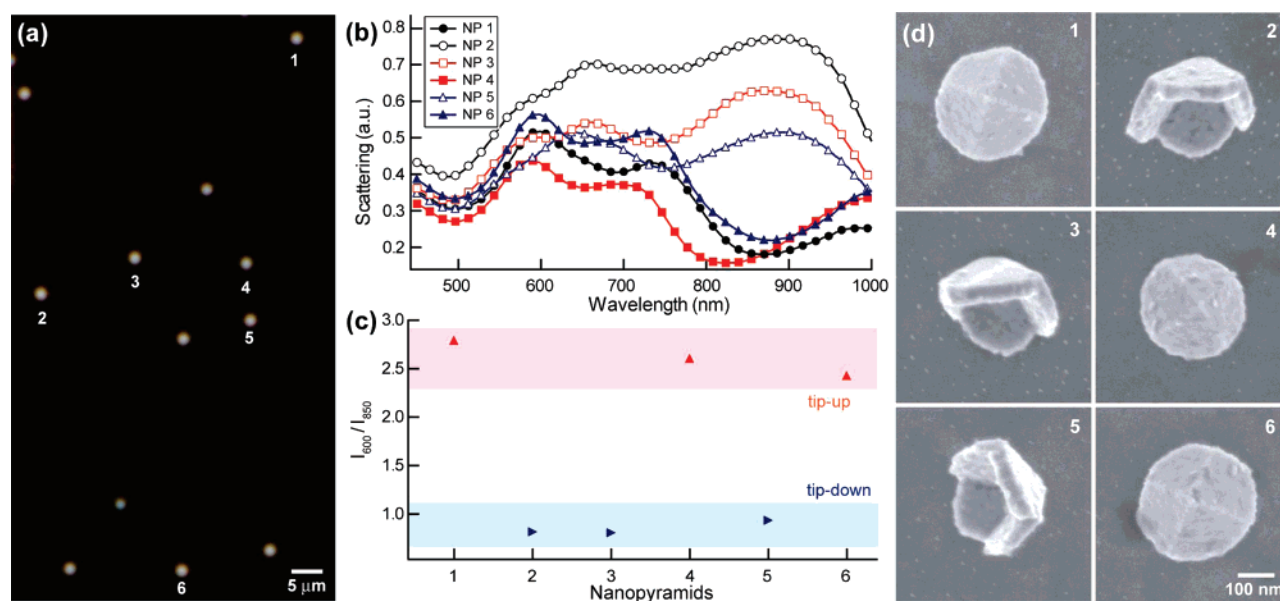 (a)
1
2
3
4
5
6
5 μm
(b)
NP 1
NP 2
NP 3
NP 4
NP 5
NP 6
Scattering (a.u.)
0.8
0.7
0.6
0.5
0.4
0.3
0.2
500 600 700 800 900 1000
Wavelength (nm)
(c)
I600 / I850
3.0
2.5
2.0
1.5
1.0
tip-up
tip-down
1 2 3 4 5 6
Nanopyramids
(d)
1
2
3
4
5
6
100 nm